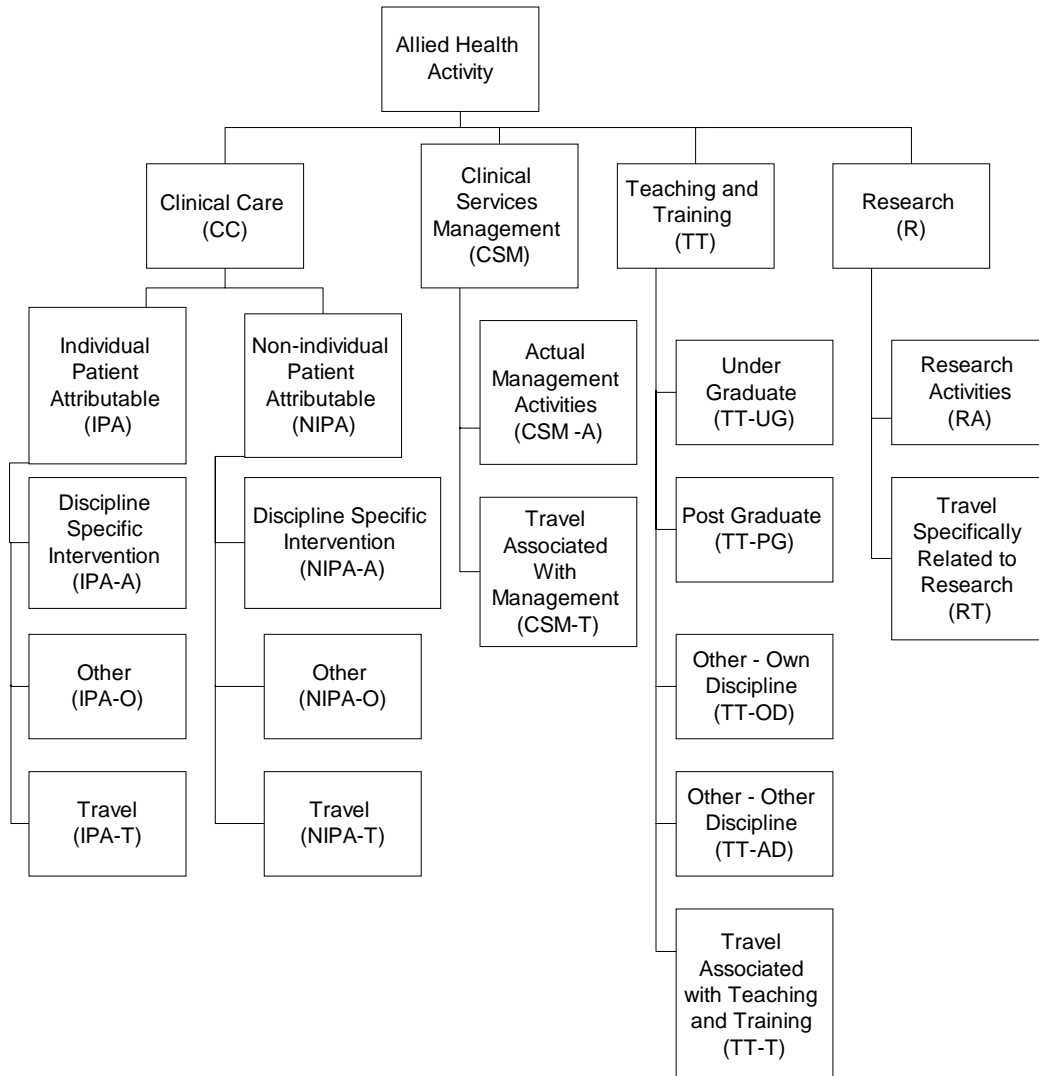 Allied Health
Activity
Clinical Care
(CC)
Clinical
Services
Management
(CSM)
Teaching and
Training
(TT)
Research
(R)
Individual
Patient
Attributable
(IPA)
Non-individual
Patient
Attributable
(NIPA)
Actual
Management
Activities
(CSM -A)
Under
Graduate
(TT-UG)
Research
Activities
(RA)
Discipline
Specific
Intervention
(IPA-A)
Discipline Specific
Intervention
(NIPA-A)
Travel
Associated
With
Management
(CSM-T)
Post Graduate
(TT-PG)
Travel
Specifically
Related to
Research
(RT)
Other
(IPA-O)
Other
(NIPA-O)
Other - Own
Discipline
(TT-OD)
Travel
(IPA-T)
Travel
(NIPA-T)
Other - Other
Discipline
(TT-AD)
Travel
Associated
with Teaching
and Training
(TT-T)